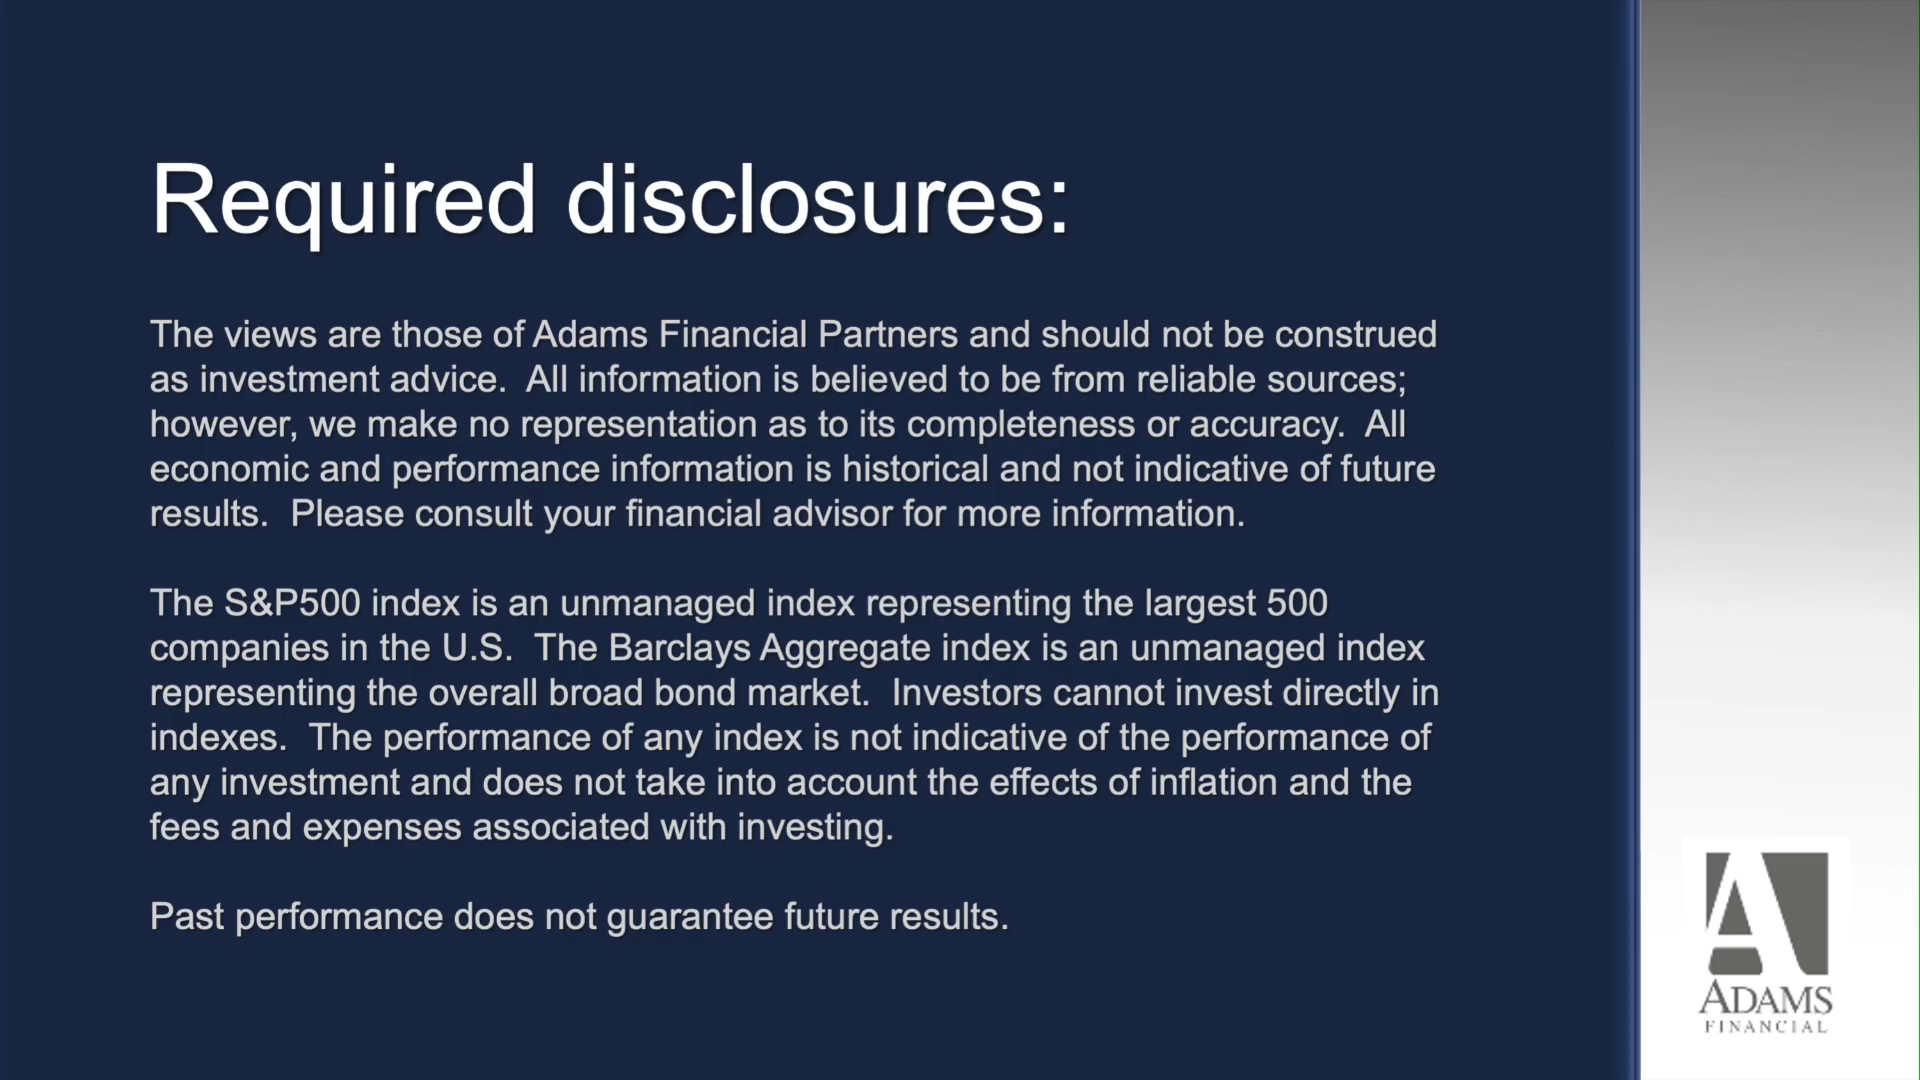 Required disclosures:
The views are those of Adams Financial Partners and should not be construed
as investment advice.  All information is believed to be from reliable sources;
however, we make no representation as to its completeness or accuracy.  All
economic and performance information is historical and not indicative of future
results.  Please consult your financial advisor for more information.
The S&P500 index is an unmanaged index representing the largest 500
companies in the U.S.  The Barclays Aggregate index is an unmanaged index
representing the overall broad bond market.  Investors cannot invest directly in
indexes.  The performance of any index is not indicative of the performance of
any investment and does not take into account the effects of inflation and the
fees and expenses associated with investing.
Past performance does not guarantee future results.
A
ADAMS
FINANCIAL